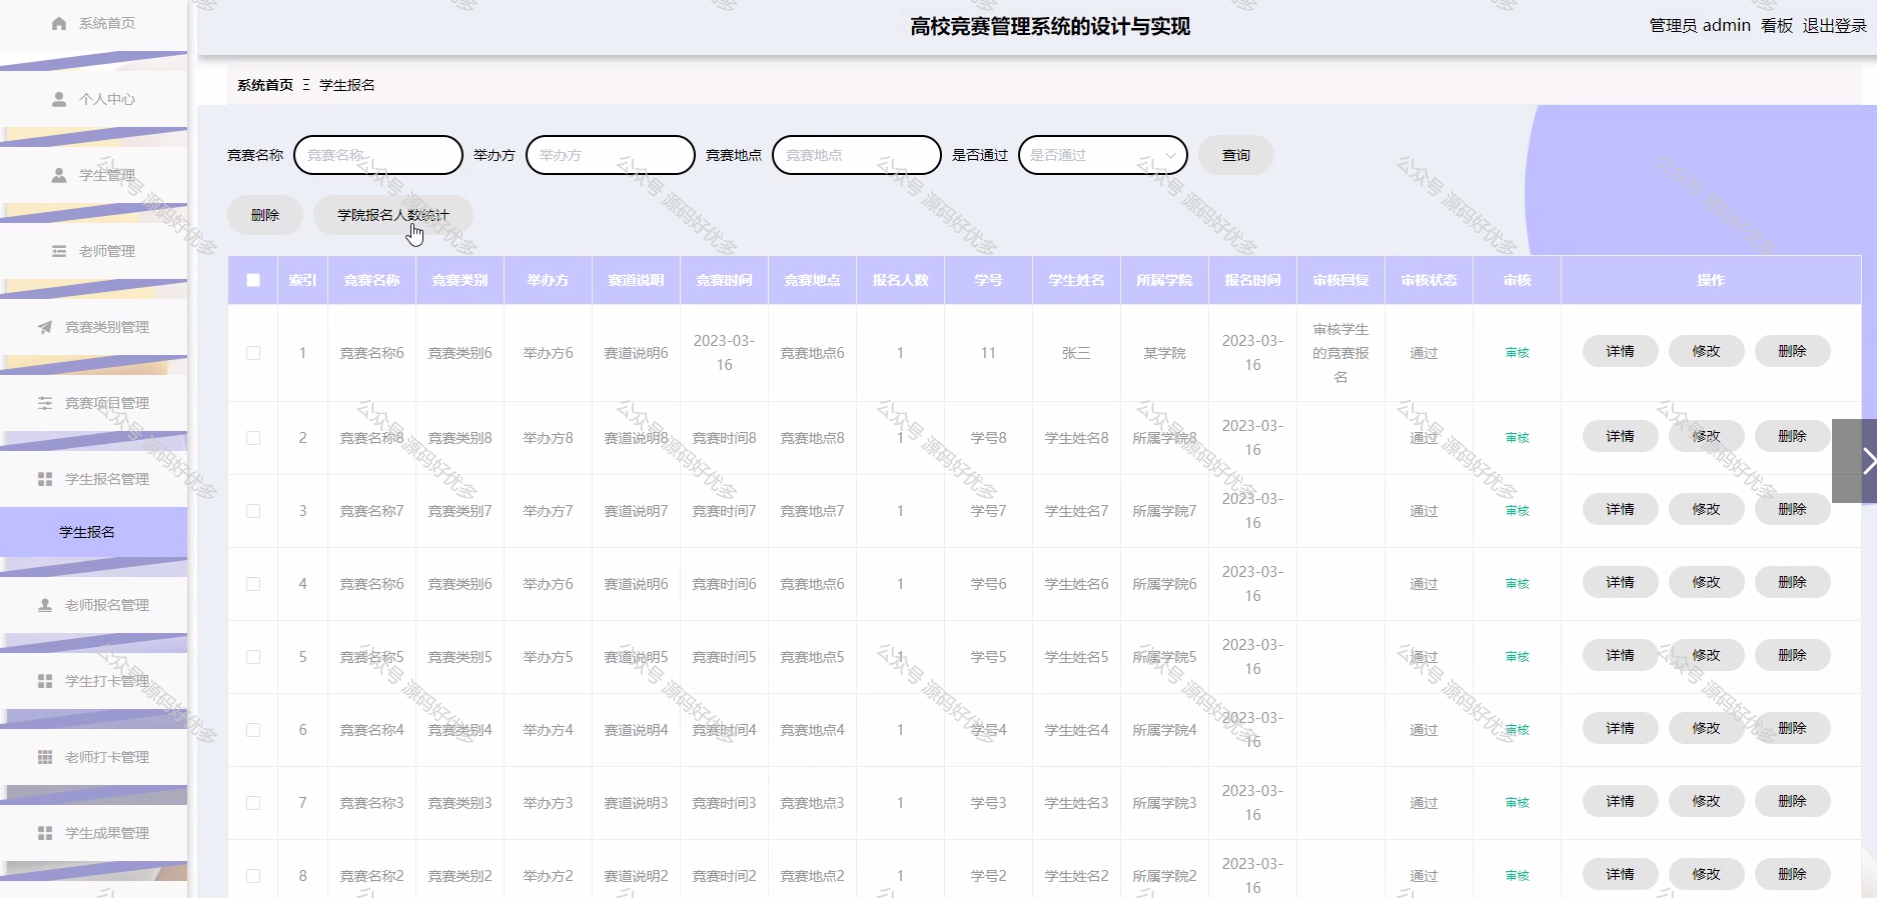 高校竞赛管理系统的设计与实现
管理员 admin 看板 退出登录
系统首页
个人中心
学生管理
老师管理
竞赛类别管理
竞赛项目管理
学生报名管理
学生报名
老师报名管理
学生打卡管理
老师打卡管理
学生成果管理
系统首页 Ξ 学生报名
竞赛名称 竞赛名称 举办方 举办方 竞赛地点 竞赛地点 是否通过 是否通过 查询
删除 学院报名人数统计
索引 竞赛名称 竞赛类别 举办方 赛道说明 竞赛时间 竞赛地点 报名人数 学号 学生姓名 所属学院 报名时间 审核回复 审核状态 审核 操作
1 竞赛名称6 竞赛类别6 举办方6 赛道说明6 2023-03-16 竞赛地点6 1 11 张三 某学院 2023-03-16 审核学生的竞赛报名 通过 审核 详情 修改 删除
2 竞赛名称8 竞赛类别8 举办方8 赛道说明8 竞赛时间8 竞赛地点8 1 学号8 学生姓名8 所属学院8 2023-03-16 通过 审核 详情 修改 删除
3 竞赛名称7 竞赛类别7 举办方7 赛道说明7 竞赛时间7 竞赛地点7 1 学号7 学生姓名7 所属学院7 2023-03-16 通过 审核 详情 修改 删除
4 竞赛名称6 竞赛类别6 举办方6 赛道说明6 竞赛时间6 竞赛地点6 1 学号6 学生姓名6 所属学院6 2023-03-16 通过 审核 详情 修改 删除
5 竞赛名称5 竞赛类别5 举办方5 赛道说明5 竞赛时间5 竞赛地点5 1 学号5 学生姓名5 所属学院5 2023-03-16 通过 审核 详情 修改 删除
6 竞赛名称4 竞赛类别4 举办方4 赛道说明4 竞赛时间4 竞赛地点4 1 学号4 学生姓名4 所属学院4 2023-03-16 通过 审核 详情 修改 删除
7 竞赛名称3 竞赛类别3 举办方3 赛道说明3 竞赛时间3 竞赛地点3 1 学号3 学生姓名3 所属学院3 2023-03-16 通过 审核 详情 修改 删除
8 竞赛名称2 竞赛类别2 举办方2 赛道说明2 竞赛时间2 竞赛地点2 1 学号2 学生姓名2 所属学院2 2023-03-16 通过 审核 详情 修改 删除
公众号 源码好优多